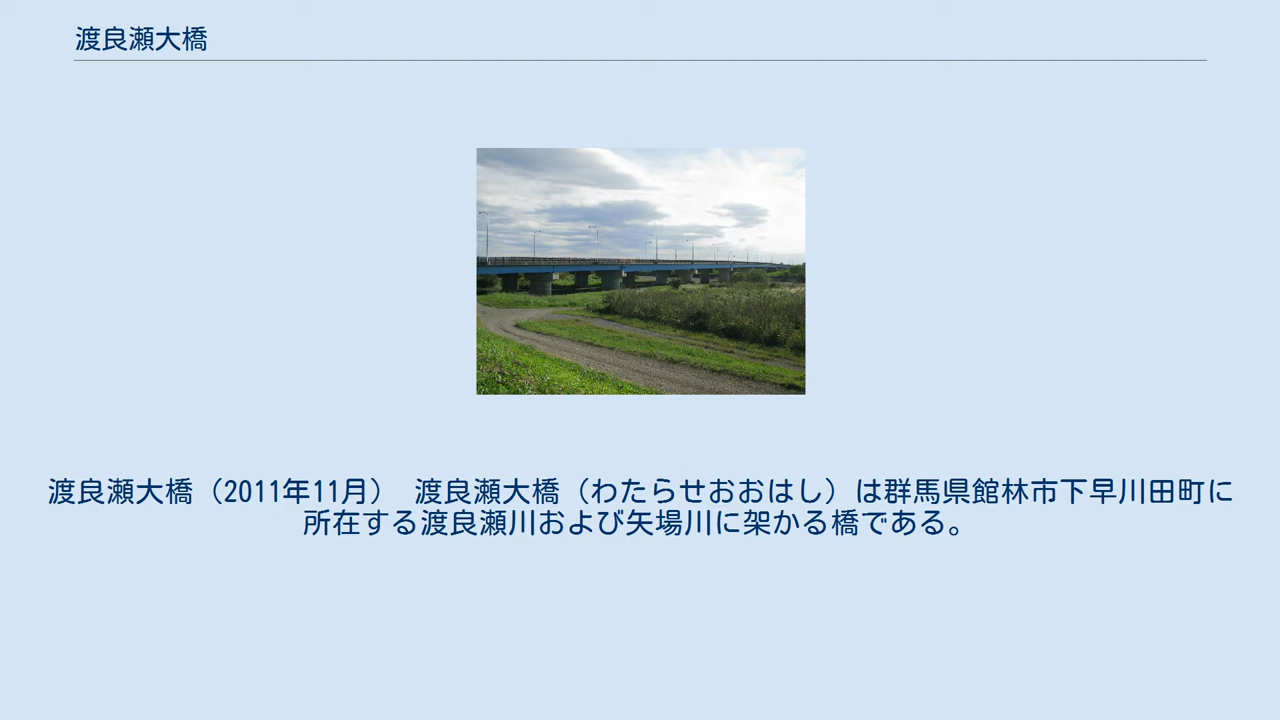 渡良瀬大橋
渡良瀬大橋（2011年11月） 渡良瀬大橋（わたらせおおはし）は群馬県館林市下早川田町に
所在する渡良瀬川および矢場川に架かる橋である。